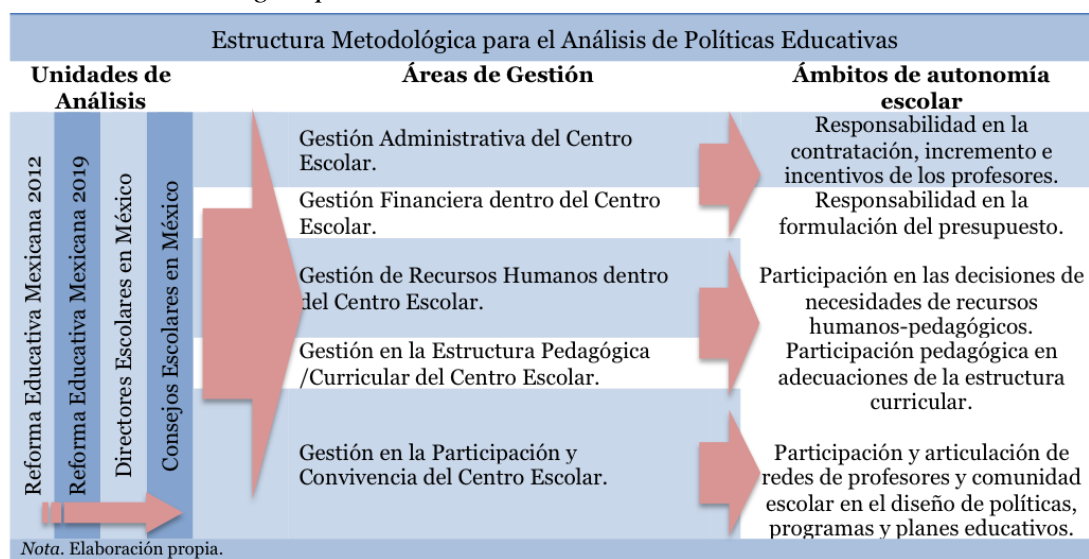 Estructura Metodológica para el Análisis de Políticas Educativas
Unidades de
Análisis
Áreas de Gestión
Ámbitos de autonomía
escolar
Reforma Educativa Mexicana 2012
Reforma Educativa Mexicana 2019
Directores Escolares en México
Consejos Escolares en México
Gestión Administrativa del Centro
Escolar.
Responsabilidad en la
contratación, incremento e
incentivos de los profesores.
Gestión Financiera dentro del Centro
Escolar.
Responsabilidad en la
formulación del presupuesto.
Gestión de Recursos Humanos dentro
del Centro Escolar.
Participación en las decisiones de
necesidades de recursos
humanos-pedagógicos.
Gestión en la Estructura Pedagógica
/Curricular del Centro Escolar.
Participación pedagógica en
adecuaciones de la estructura
curricular.
Gestión en la Participación y
Convivencia del Centro Escolar.
Participación y articulación de
redes de profesores y comunidad
escolar en el diseño de políticas,
programas y planes educativos.
Nota. Elaboración propia.